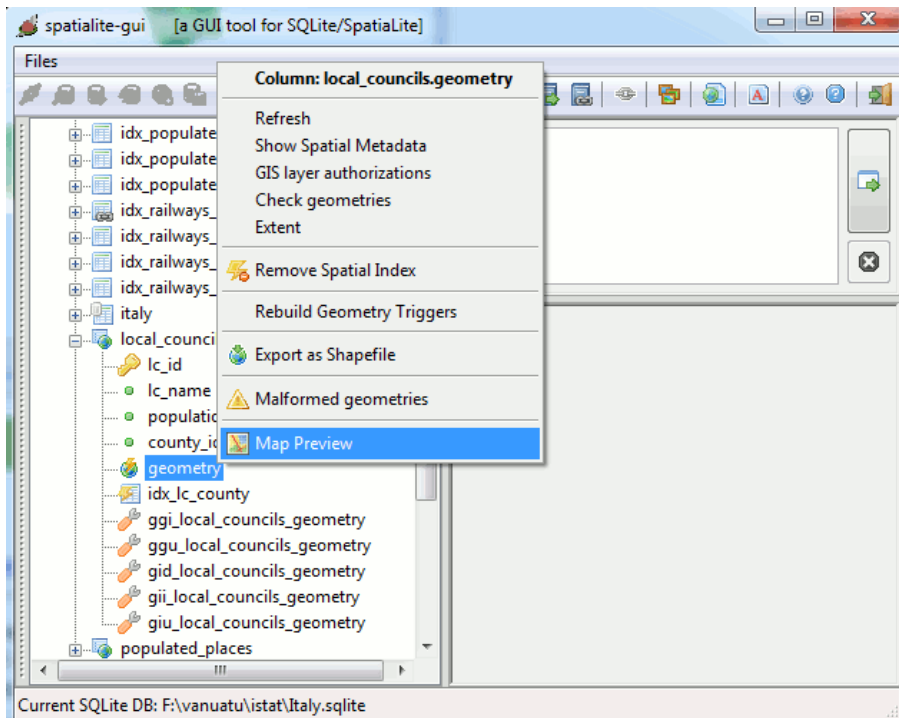 spatialite-gui [a GUI tool for SQLite/SpatiaLite]
Files
Column: local_councils.geometry
Refresh
Show Spatial Metadata
GIS layer authorizations
Check geometries
Extent
Remove Spatial Index
Rebuild Geometry Triggers
Export as Shapefile
Malformed geometries
Map Preview
idx_populate
idx_populate
idx_populate
idx_railways_
idx_railways_
idx_railways_
idx_railways_
italy
local_counci
lc_id
lc_name
populatio
county_id
geometry
idx_lc_county
ggi_local_councils_geometry
ggu_local_councils_geometry
gid_local_councils_geometry
gii_local_councils_geometry
giu_local_councils_geometry
populated_places
Current SQLite DB: F:\vanuatu\istat\Italy.sqlite